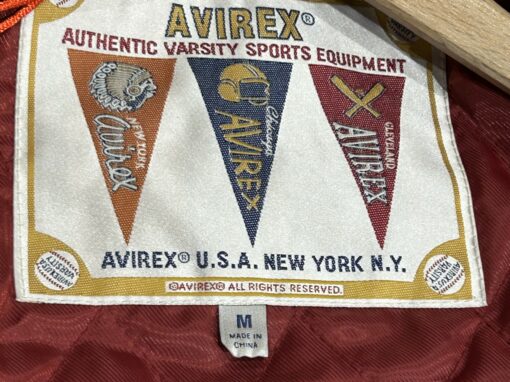 AVIREX®
AUTHENTIC VARSITY SPORTS EQUIPMENT
NEW YORK
Avirex
Chicago
AVIREX
CLEVELAND
AVIREX
AVIREX® U.S.A. NEW YORK N.Y.
©AVIREX® ALL RIGHTS RESERVED.
M
MADE IN
CHINA